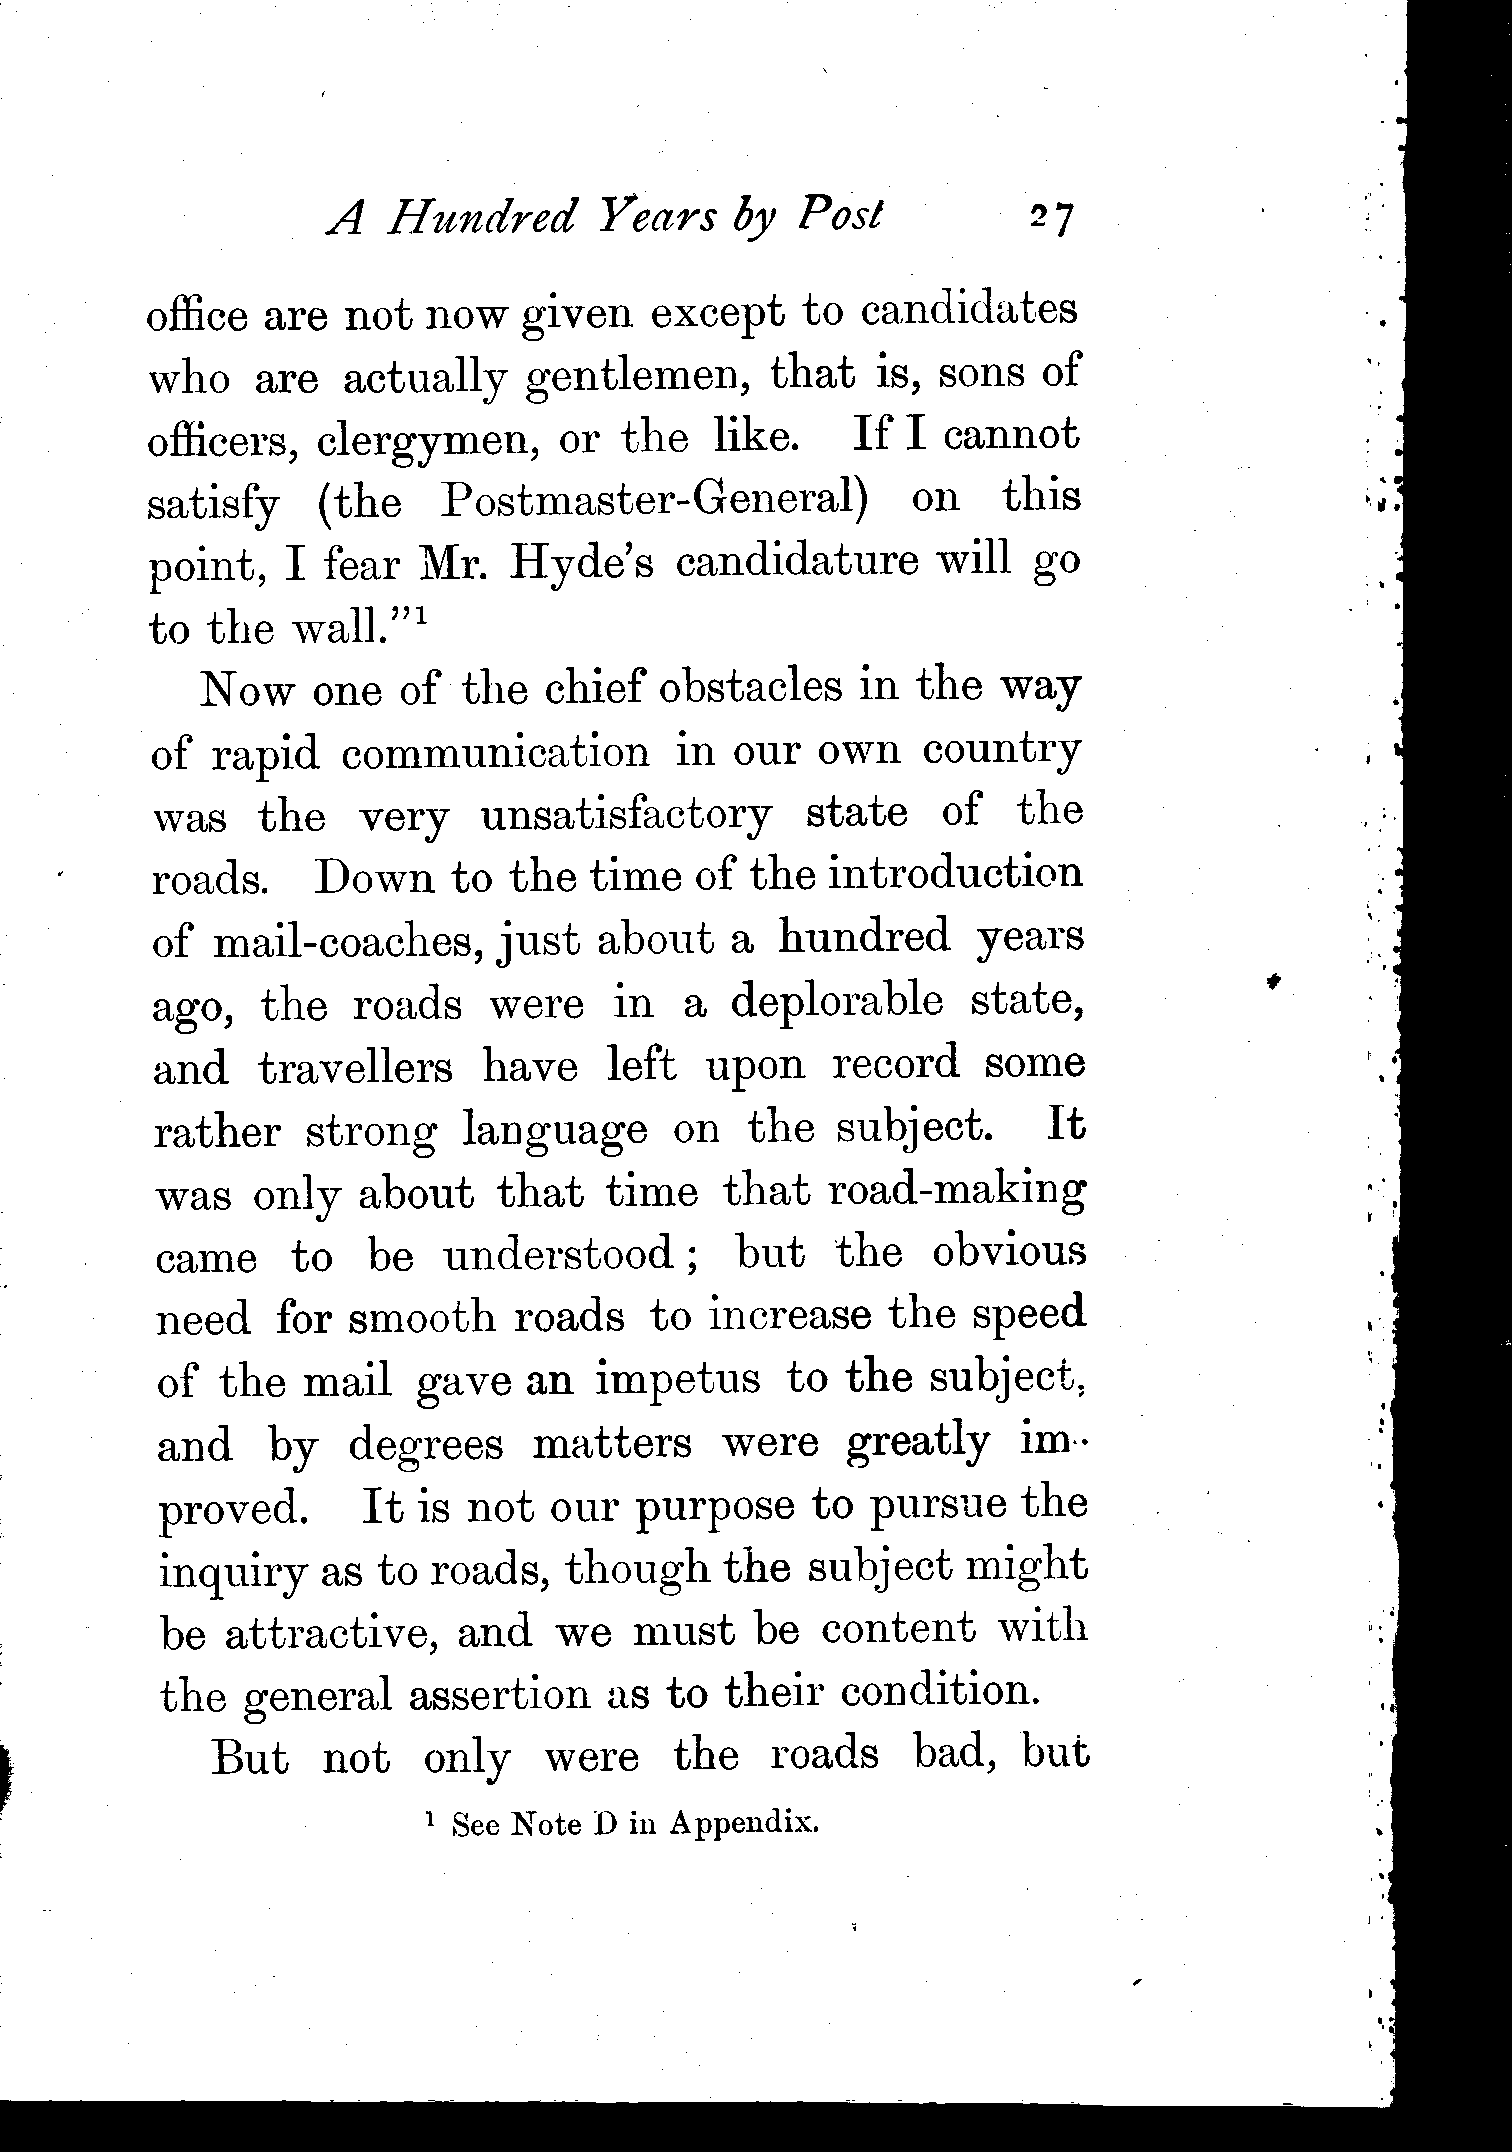 A Hundred Years by Post 27
office are not now given except to candidates
who are actually gentlemen, that is, sons of
officers, clergymen, or the like. If I cannot
satisfy (the Postmaster-General) on this
point, I fear Mr. Hyde's candidature will go
to the wall."¹
Now one of the chief obstacles in the way
of rapid communication in our own country
was the very unsatisfactory state of the
roads. Down to the time of the introduction
of mail-coaches, just about a hundred years
ago, the roads were in a deplorable state,
and travellers have left upon record some
rather strong language on the subject. It
was only about that time that road-making
came to be understood; but the obvious
need for smooth roads to increase the speed
of the mail gave an impetus to the subject,
and by degrees matters were greatly im-
proved. It is not our purpose to pursue the
inquiry as to roads, though the subject might
be attractive, and we must be content with
the general assertion as to their condition.
But not only were the roads bad, but
¹ See Note D in Appendix.